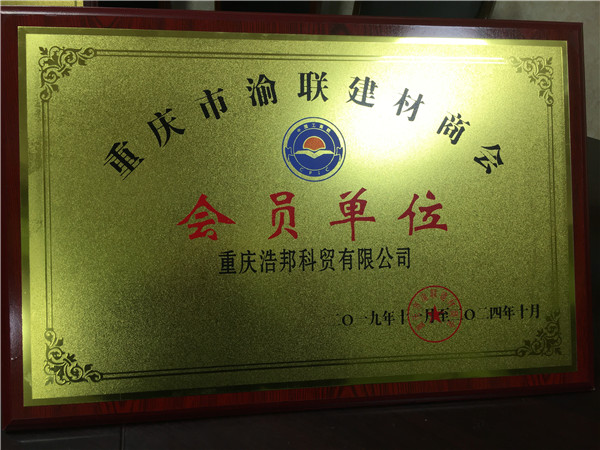 重庆市渝联建材商会
会员单位
重庆浩邦科贸有限公司
二〇一九年十一月至二〇二四年十月